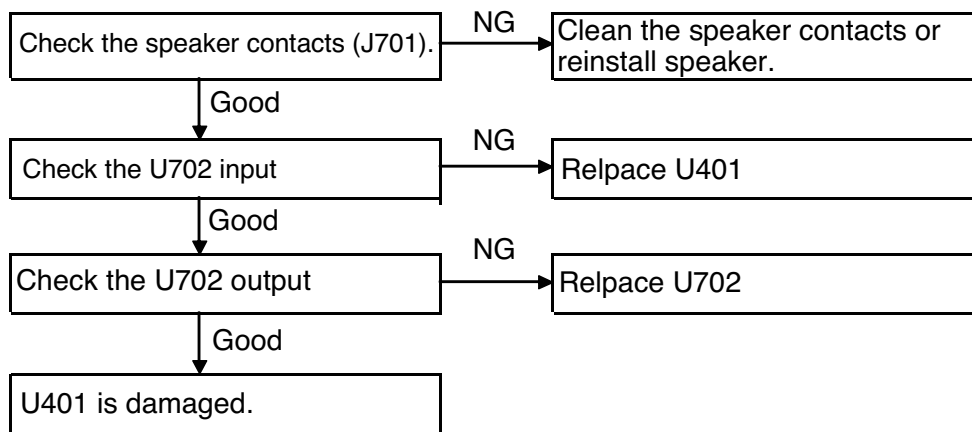 Check the speaker contacts (J701).
NG
Clean the speaker contacts or
reinstall speaker.
Good
Check the U702 input
NG
Relpace U401
Good
Check the U702 output
NG
Relpace U702
Good
U401 is damaged.